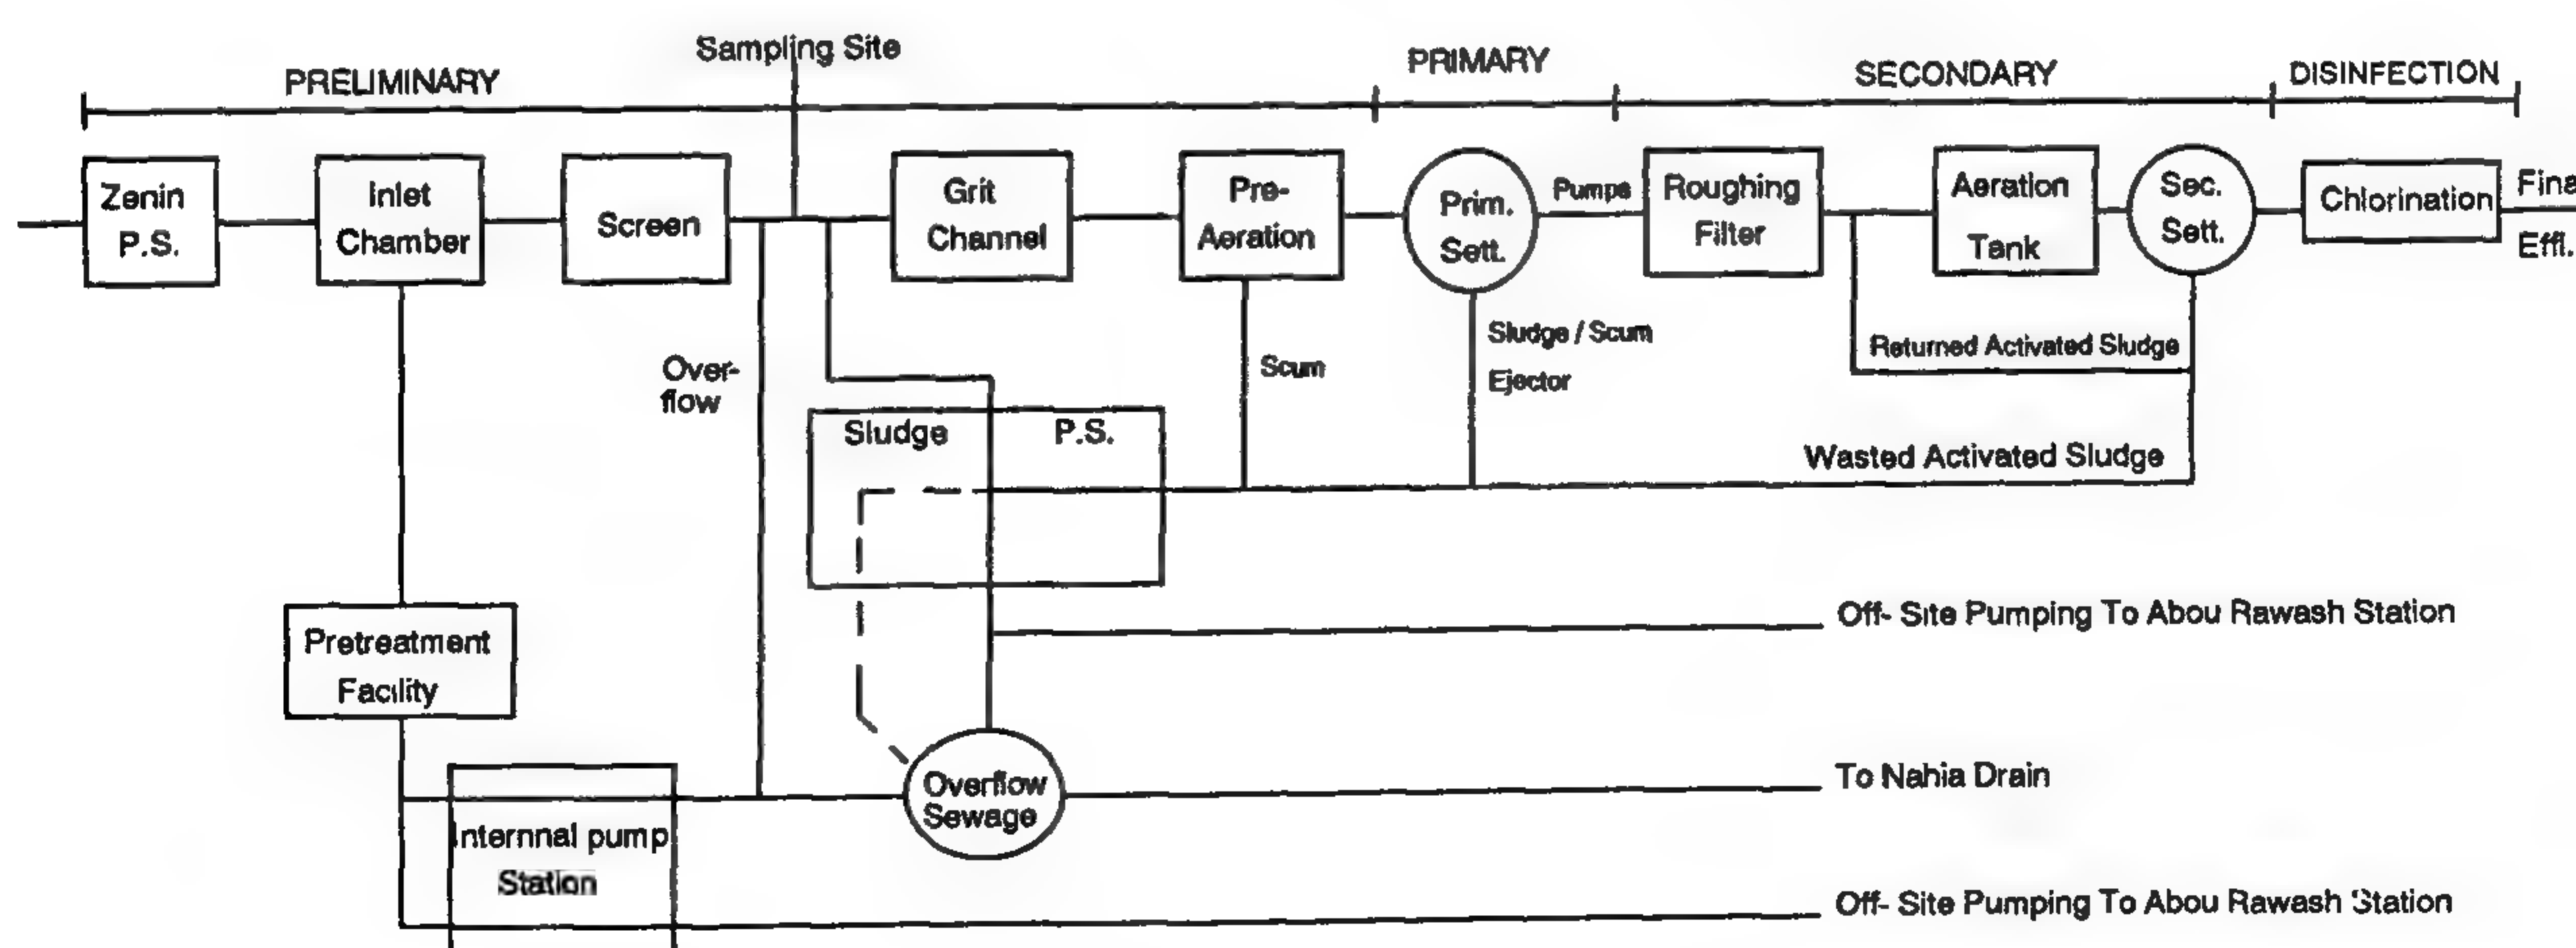 Sampling Site
PRELIMINARY
PRIMARY
SECONDARY
DISINFECTION
Zenin
P.S.
Inlet
Chamber
Screen
Grit
Channel
Pre-
Aeration
Prim.
Sett.
Pumps
Roughing
Filter
Aeration
Tank
Sec.
Sett.
Chlorination
Fina
Effl.
Over-
flow
Scum
Sludge / Scum
Ejector
Returned Activated Sludge
Sludge P.S.
Wasted Activated Sludge
Pretreatment
Facility
Off- Site Pumping To Abou Rawash Station
Overflow
Sewage
To Nahia Drain
Internnal pump
Station
Off- Site Pumping To Abou Rawash Station